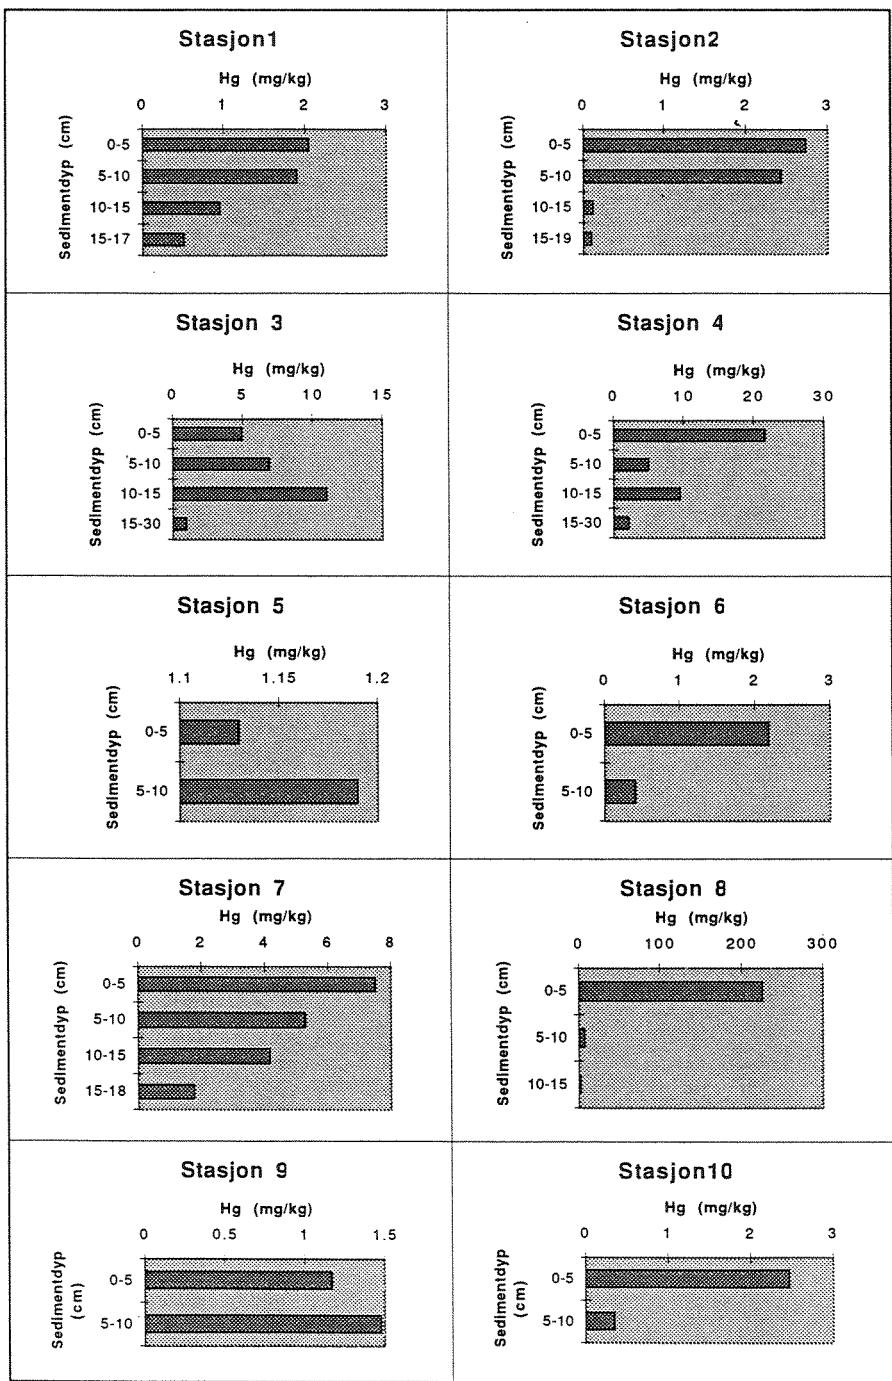 Stasjon1
Hg (mg/kg)
0 1 2 3
Sedimentdyp (cm)
0-5
5-10
10-15
15-17
Stasjon2
Hg (mg/kg)
0 1 2 3
Sedimentdyp (cm)
0-5
5-10
10-15
15-19
Stasjon 3
Hg (mg/kg)
0 5 10 15
Sedimentdyp (cm)
0-5
5-10
10-15
15-30
Stasjon 4
Hg (mg/kg)
0 10 20 30
Sedimentdyp (cm)
0-5
5-10
10-15
15-30
Stasjon 5
Hg (mg/kg)
1.1 1.15 1.2
Sedimentdyp (cm)
0-5
5-10
Stasjon 6
Hg (mg/kg)
0 1 2 3
Sedimentdyp (cm)
0-5
5-10
Stasjon 7
Hg (mg/kg)
0 2 4 6 8
Sedimentdyp (cm)
0-5
5-10
10-15
15-18
Stasjon 8
Hg (mg/kg)
0 100 200 300
Sedimentdyp (cm)
0-5
5-10
10-15
Stasjon 9
Hg (mg/kg)
0 0.5 1 1.5
Sedimentdyp
(cm)
0-5
5-10
Stasjon10
Hg (mg/kg)
0 1 2 3
Sedimentdyp
(cm)
0-5
5-10